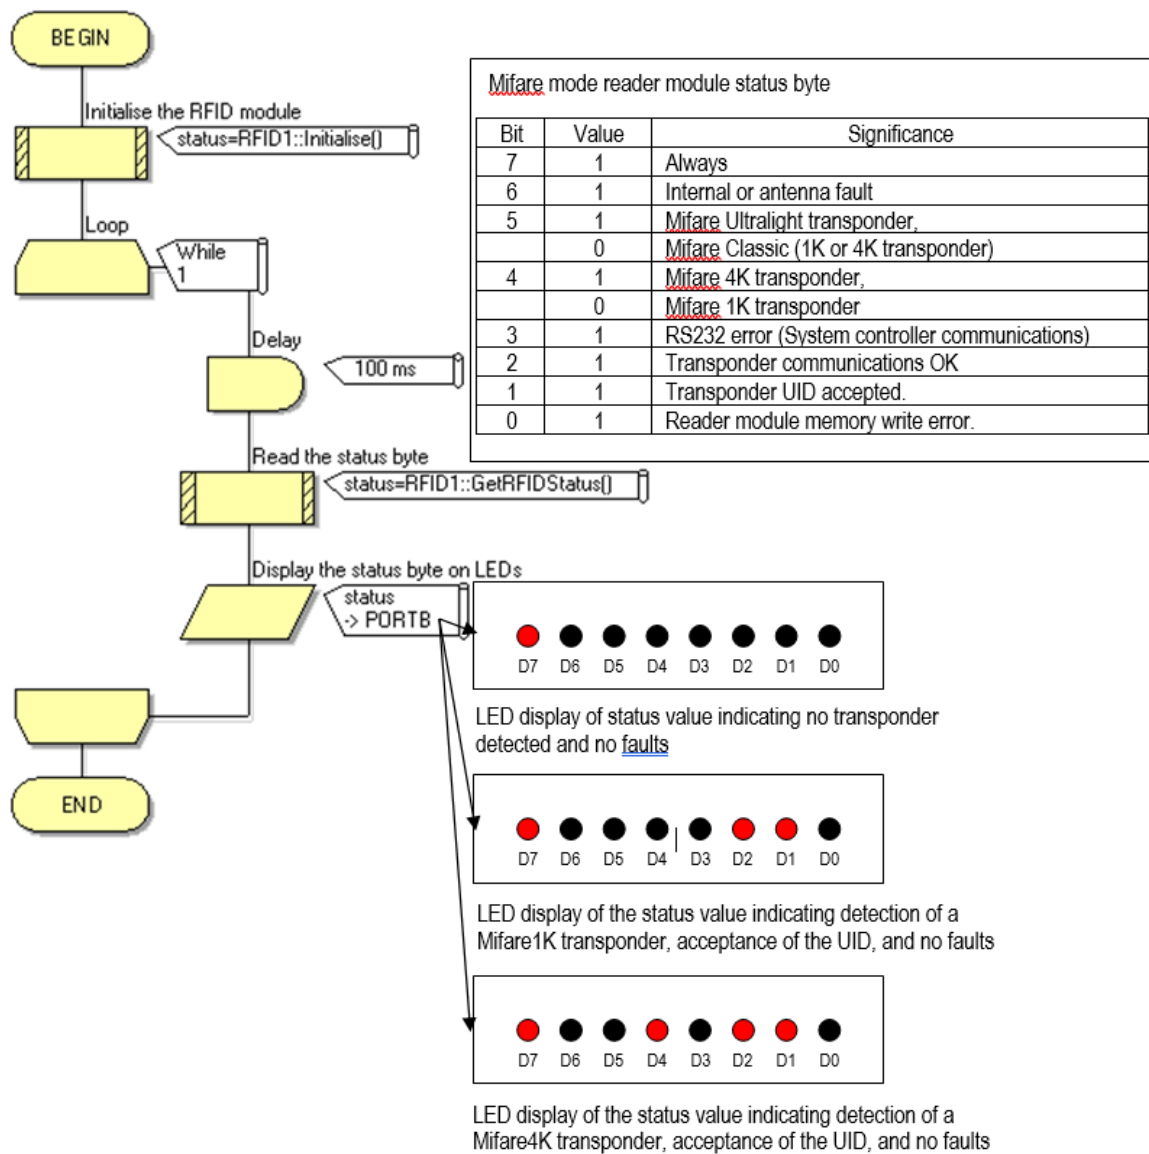 BEGIN
Initialise the RFID module
status=RFID1::Initialise()
Loop
While
1
Delay
100 ms
Read the status byte
status=RFID1::GetRFIDStatus()
Display the status byte on LEDs
status
-> PORTB
END
Mifare mode reader module status byte
Bit Value Significance
7 1 Always
6 1 Internal or antenna fault
5 1 Mifare Ultralight transponder,
0 Mifare Classic (1K or 4K transponder)
4 1 Mifare 4K transponder,
0 Mifare 1K transponder
3 1 RS232 error (System controller communications)
2 1 Transponder communications OK
1 1 Transponder UID accepted.
0 1 Reader module memory write error.
D7 D6 D5 D4 D3 D2 D1 D0
LED display of status value indicating no transponder
detected and no faults
D7 D6 D5 D4 D3 D2 D1 D0
LED display of the status value indicating detection of a
Mifare1K transponder, acceptance of the UID, and no faults
D7 D6 D5 D4 D3 D2 D1 D0
LED display of the status value indicating detection of a
Mifare4K transponder, acceptance of the UID, and no faults